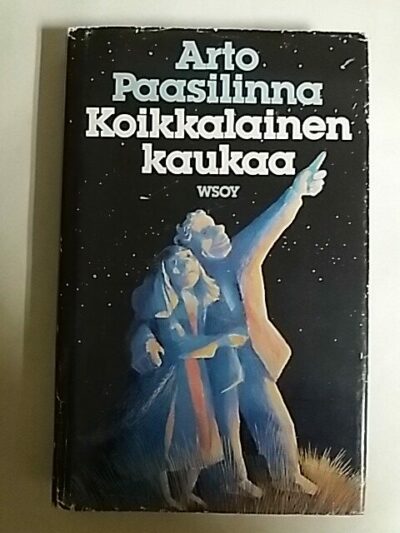 Arto
Paasilinna
Koikkalainen
kaukaa
WSOY